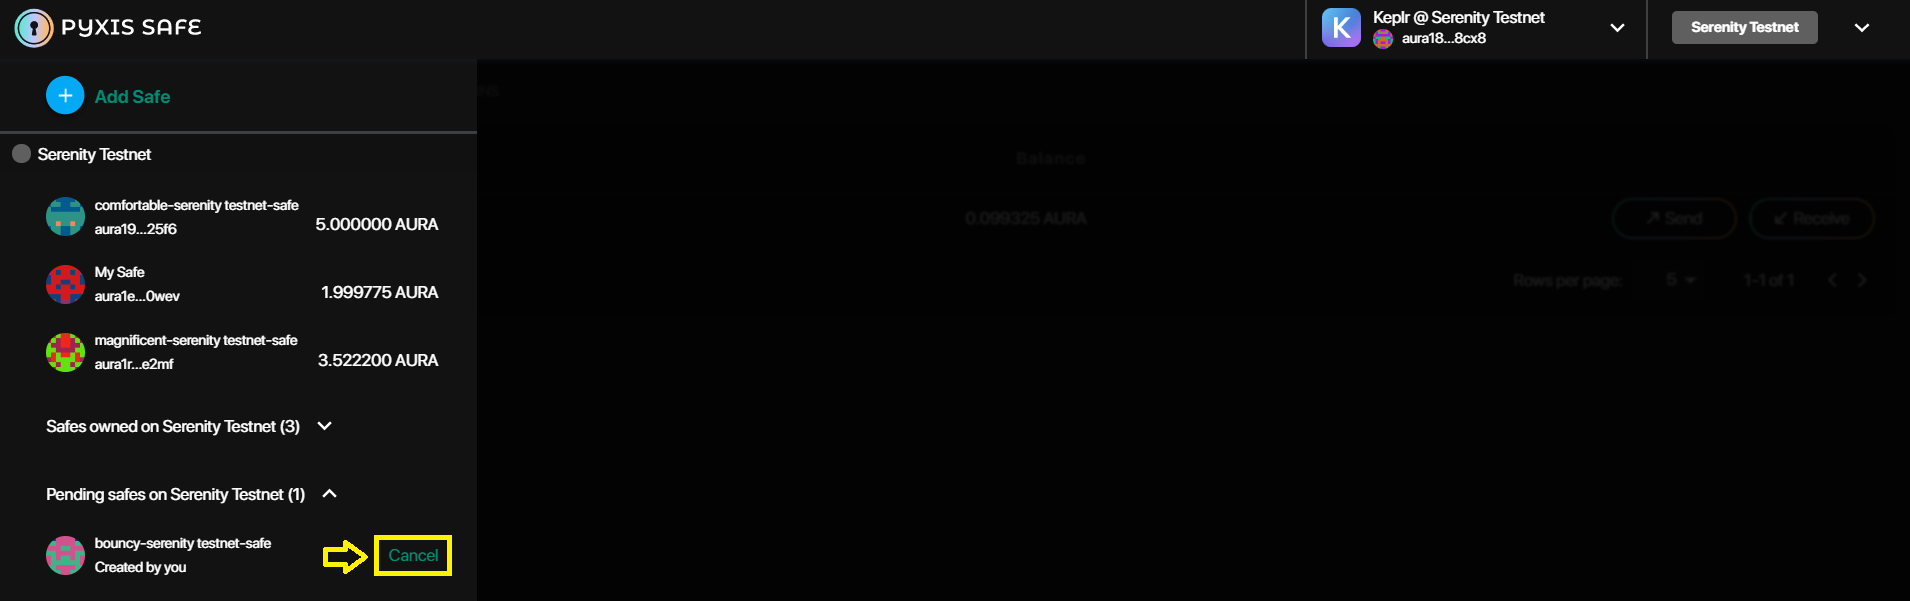 PYXIS SAFE
K
Keplr @ Serenity Testnet
aura18...8cx8
Serenity Testnet
Add Safe
Serenity Testnet
comfortable-serenity testnet-safe
aura19...25f6
5.000000 AURA
My Safe
aura1e...0wev
1.999775 AURA
magnificent-serenity testnet-safe
aura1r...e2mf
3.522200 AURA
Safes owned on Serenity Testnet (3)
Pending safes on Serenity Testnet (1)
bouncy-serenity testnet-safe
Created by you
Cancel
Balance
0.099325 AURA
Send
Receive
Rows per page:
5
1-1 of 1